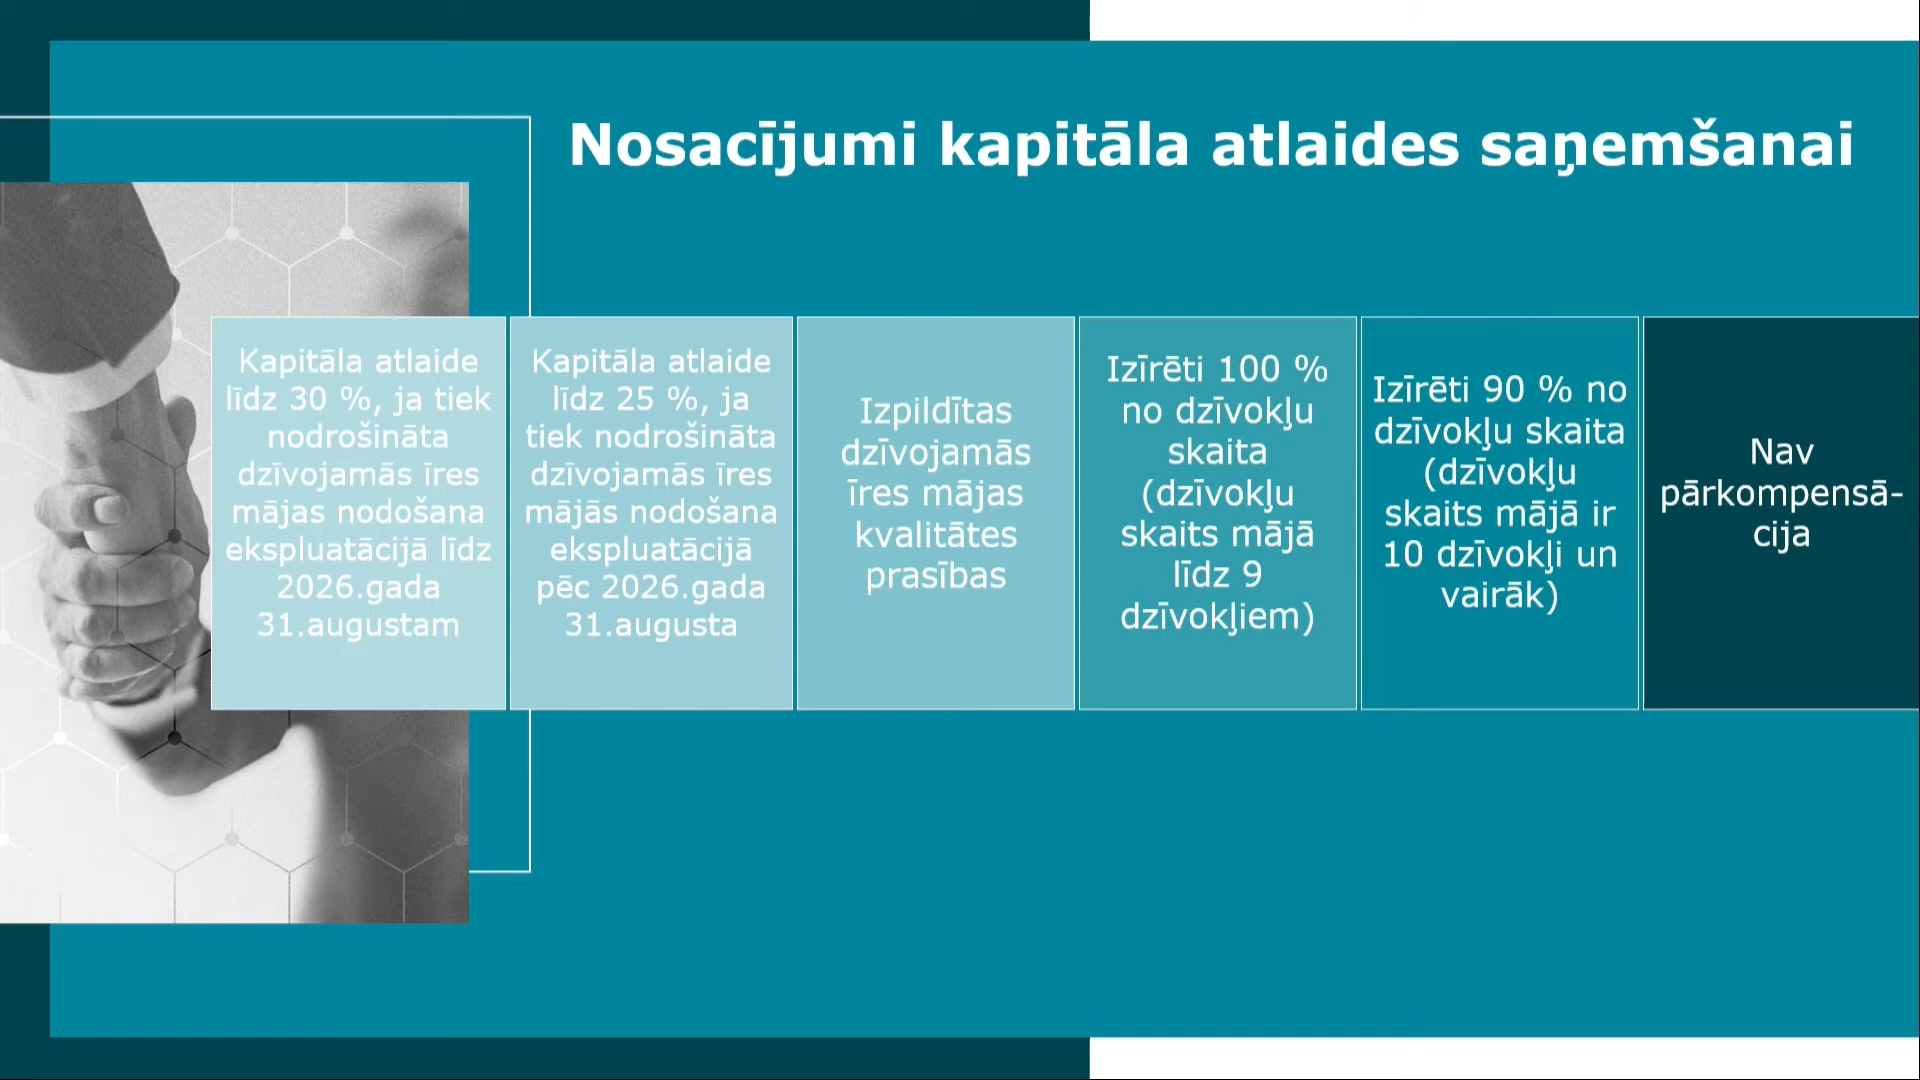 Nosacījumi kapitāla atlaides saņemšanai
Kapitāla atlaide
līdz 30 %, ja tiek
nodrošināta
dzīvojamās īres
mājas nodošana
ekspluatācijā līdz
2026.gada
31.augustam
Kapitāla atlaide
līdz 25 %, ja
tiek nodrošināta
dzīvojamās īres
mājās nodošana
ekspluatācijā
pēc 2026.gada
31.augusta
Izpildītas
dzīvojamās
īres mājas
kvalitātes
prasības
Izīrēti 100 %
no dzīvokļu
skaita
(dzīvokļu
skaits mājā
līdz 9
dzīvokļiem)
Izīrēti 90 % no
dzīvokļu skaita
(dzīvokļu
skaits mājā ir
10 dzīvokļi un
vairāk)
Nav
pārkompensā-
cija